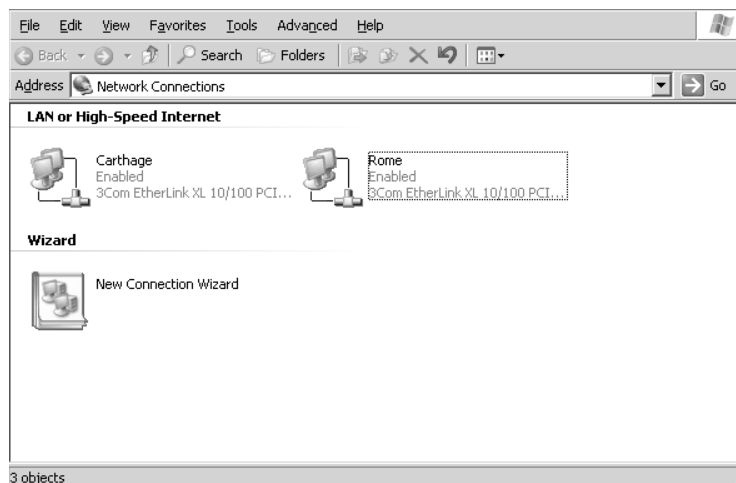 File Edit View Favorites Tools Advanced Help
Back Search Folders
Address Network Connections Go
LAN or High-Speed Internet
Carthage
Enabled
3Com EtherLink XL 10/100 PCI...
Rome
Enabled
3Com EtherLink XL 10/100 PCI...
Wizard
New Connection Wizard
3 objects